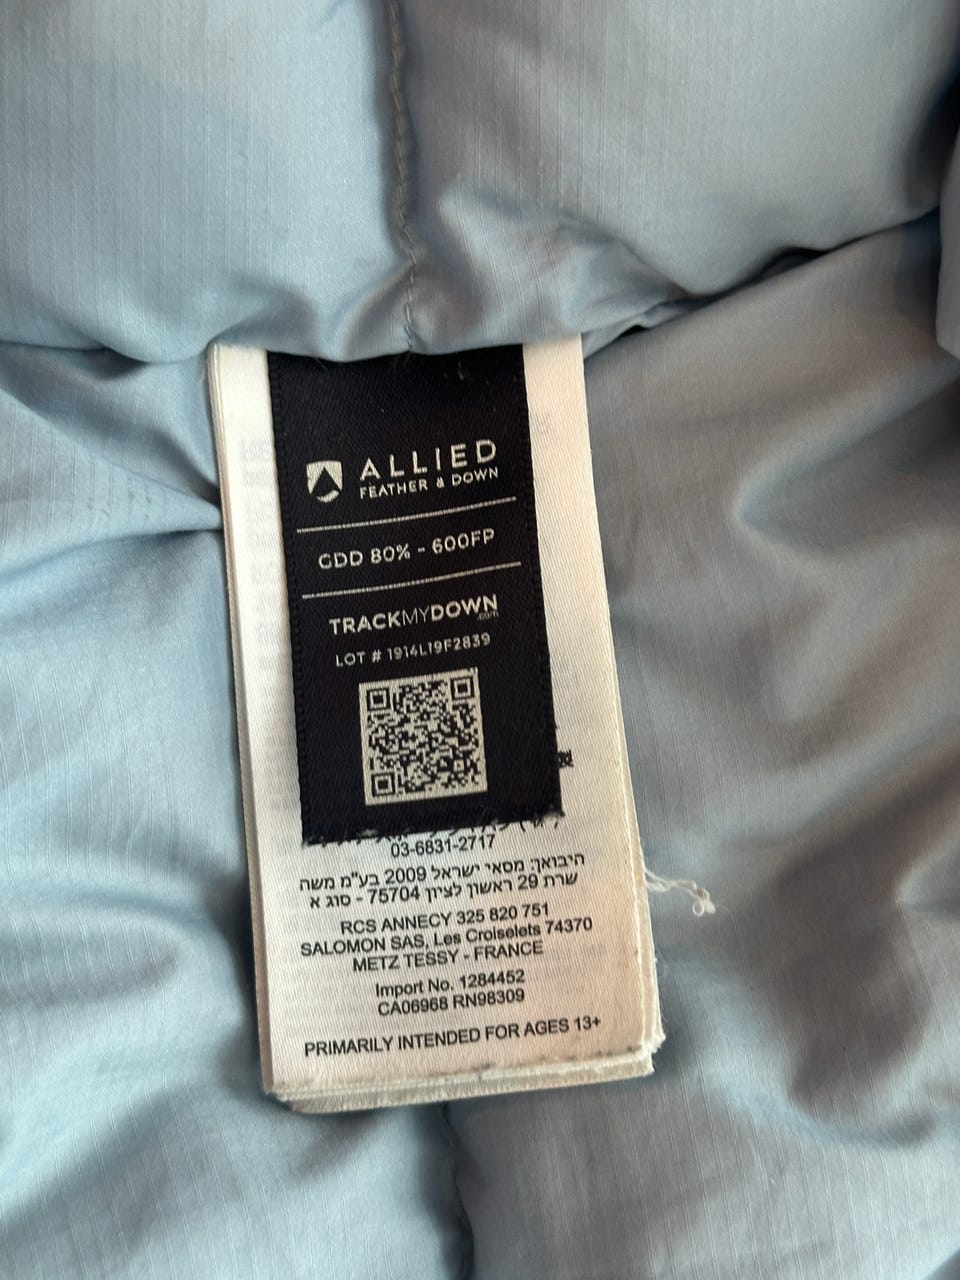 ALLIED
FEATHER & DOWN
GDD 80% - 600FP
TRACKMYDOWN
.com
LOT # 1914L19F2839
03-6831-2717
היבואן: מסאי ישראל 2009 בע"מ משה
שרת 29 ראשון לציון 75704 - סוג א
RCS ANNECY 325 820 751
SALOMON SAS, Les Croiselets 74370
METZ TESSY - FRANCE
Import No. 1284452
CA06968 RN98309
PRIMARILY INTENDED FOR AGES 13+